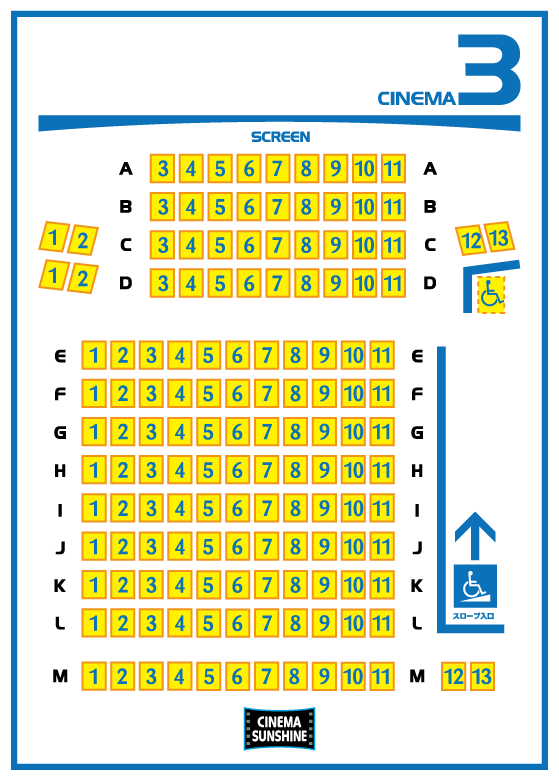 CINEMA 3
SCREEN
A 3 4 5 6 7 8 9 10 11 A
B 3 4 5 6 7 8 9 10 11 B
1 2 C 3 4 5 6 7 8 9 10 11 C 12 13
1 2 D 3 4 5 6 7 8 9 10 11 D
E 1 2 3 4 5 6 7 8 9 10 11 E
F 1 2 3 4 5 6 7 8 9 10 11 F
G 1 2 3 4 5 6 7 8 9 10 11 G
H 1 2 3 4 5 6 7 8 9 10 11 H
I 1 2 3 4 5 6 7 8 9 10 11 I
J 1 2 3 4 5 6 7 8 9 10 11 J
K 1 2 3 4 5 6 7 8 9 10 11 K
L 1 2 3 4 5 6 7 8 9 10 11 L
スロープ入口
M 1 2 3 4 5 6 7 8 9 10 11 M 12 13
CINEMA
SUNSHINE